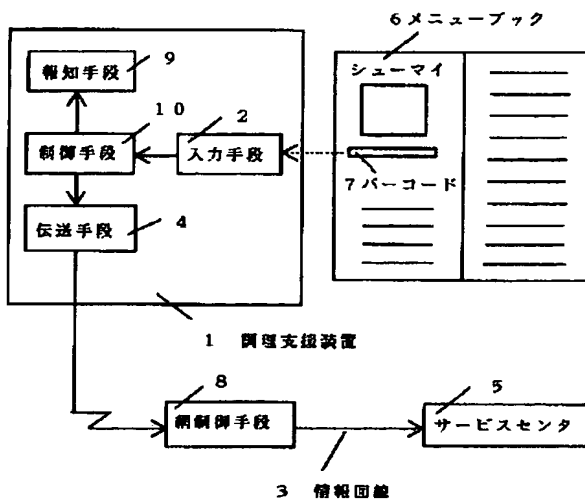 6 メニューブック
シューマイ
7 バーコード
報知手段
9
10
制御手段
2
入力手段
伝送手段
4
1 調理支援装置
8
網制御手段
5
サービスセンタ
3 情報回線